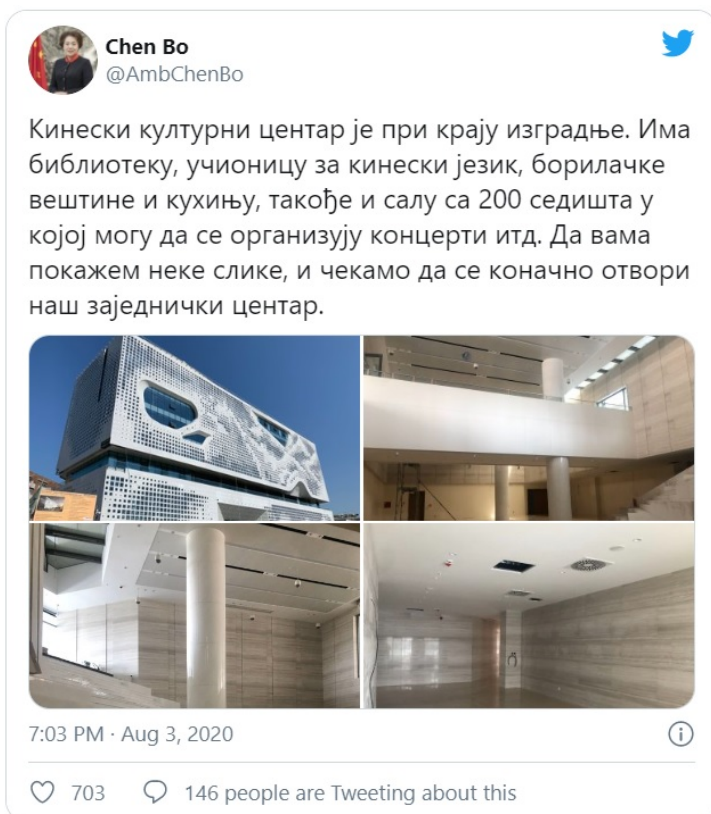 Chen Bo
@AmbChenBo
Кинески културни центар је при крају изградње. Има
библиотеку, учионицу за кинески језик, борилачке
вештине и кухињу, такође и салу са 200 седишта у
којој могу да се организују концерти итд. Да вама
покажем неке слике, и чекамо да се коначно отвори
наш заједнички центар.
7:03 PM · Aug 3, 2020
703
146 people are Tweeting about this